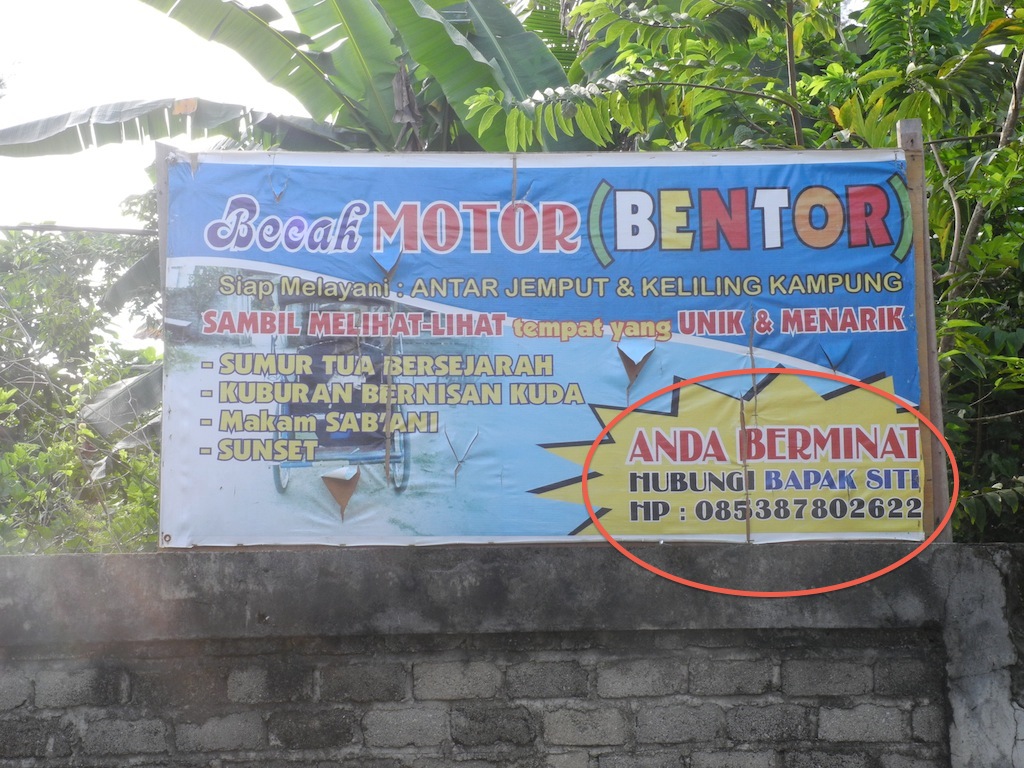 Becak MOTOR (BENTOR)
Siap Melayani : ANTAR JEMPUT & KELILING KAMPUNG
SAMBIL MELIHAT-LIHAT tempat yang UNIK & MENARIK
- SUMUR TUA BERSEJARAH
- KUBURAN BERNISAN KUDA
- Makam SAB'ANI
- SUNSET
ANDA BERMINAT
HUBUNGI BAPAK SITI
HP : 085387802622